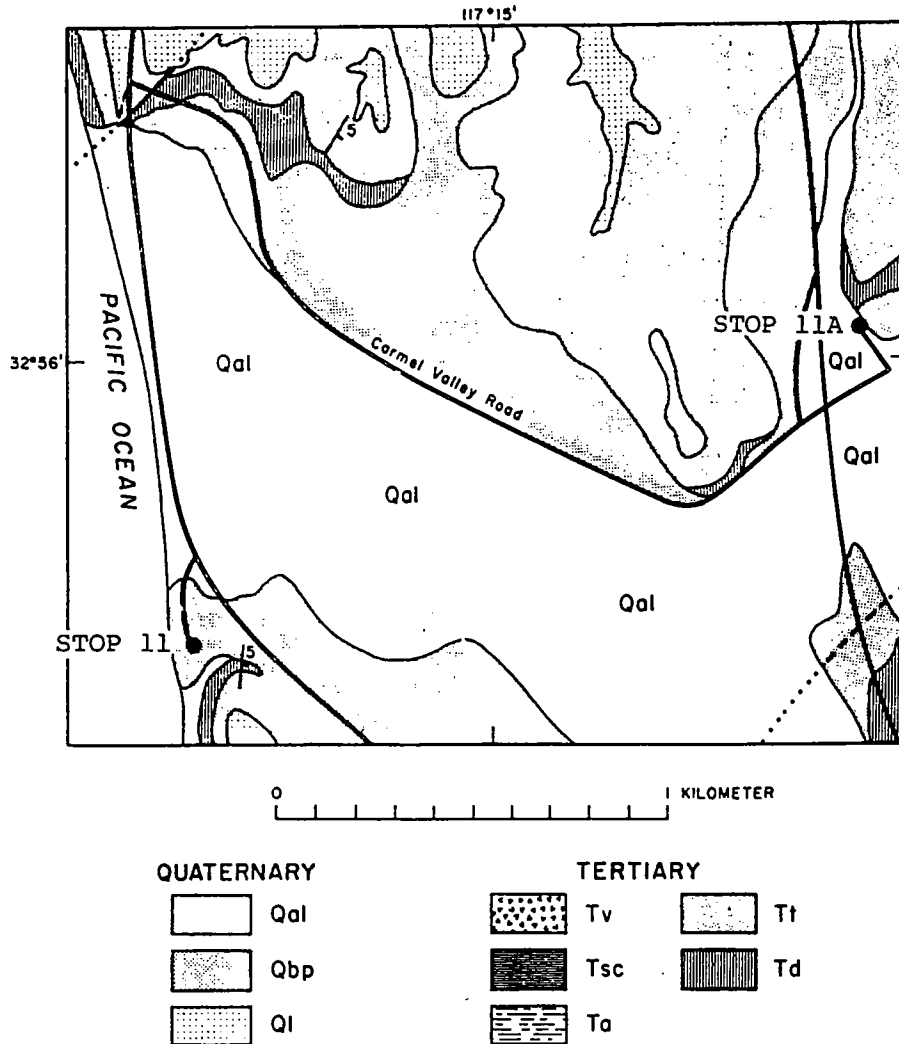 117°15'
5
STOP 11A
PACIFIC OCEAN
32°56'
Qal
Qal
Carmel Valley Road
Qal
Qal
Qal
STOP 11
5
0
1 KILOMETER
QUATERNARY
Qal
Qbp
Ql
TERTIARY
Tv
Tsc
Ta
Tt
Td